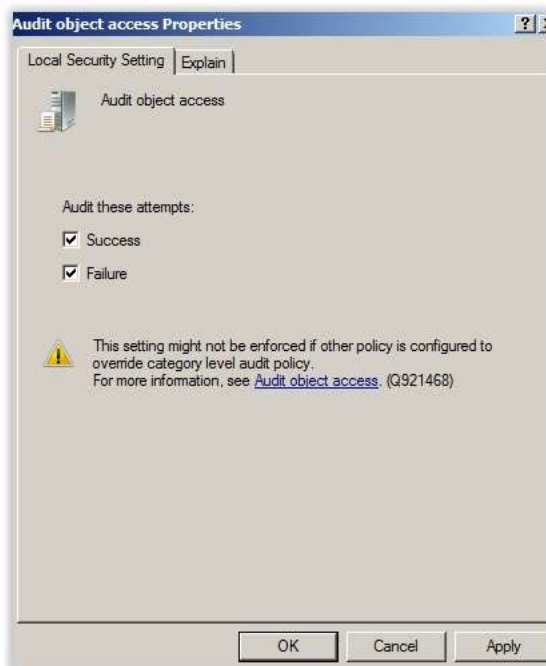 Audit object access Properties
Local Security Setting
Explain
Audit object access
Audit these attempts:
Success
Failure
This setting might not be enforced if other policy is configured to
override category level audit policy.
For more information, see Audit object access. (Q921468)
OK
Cancel
Apply